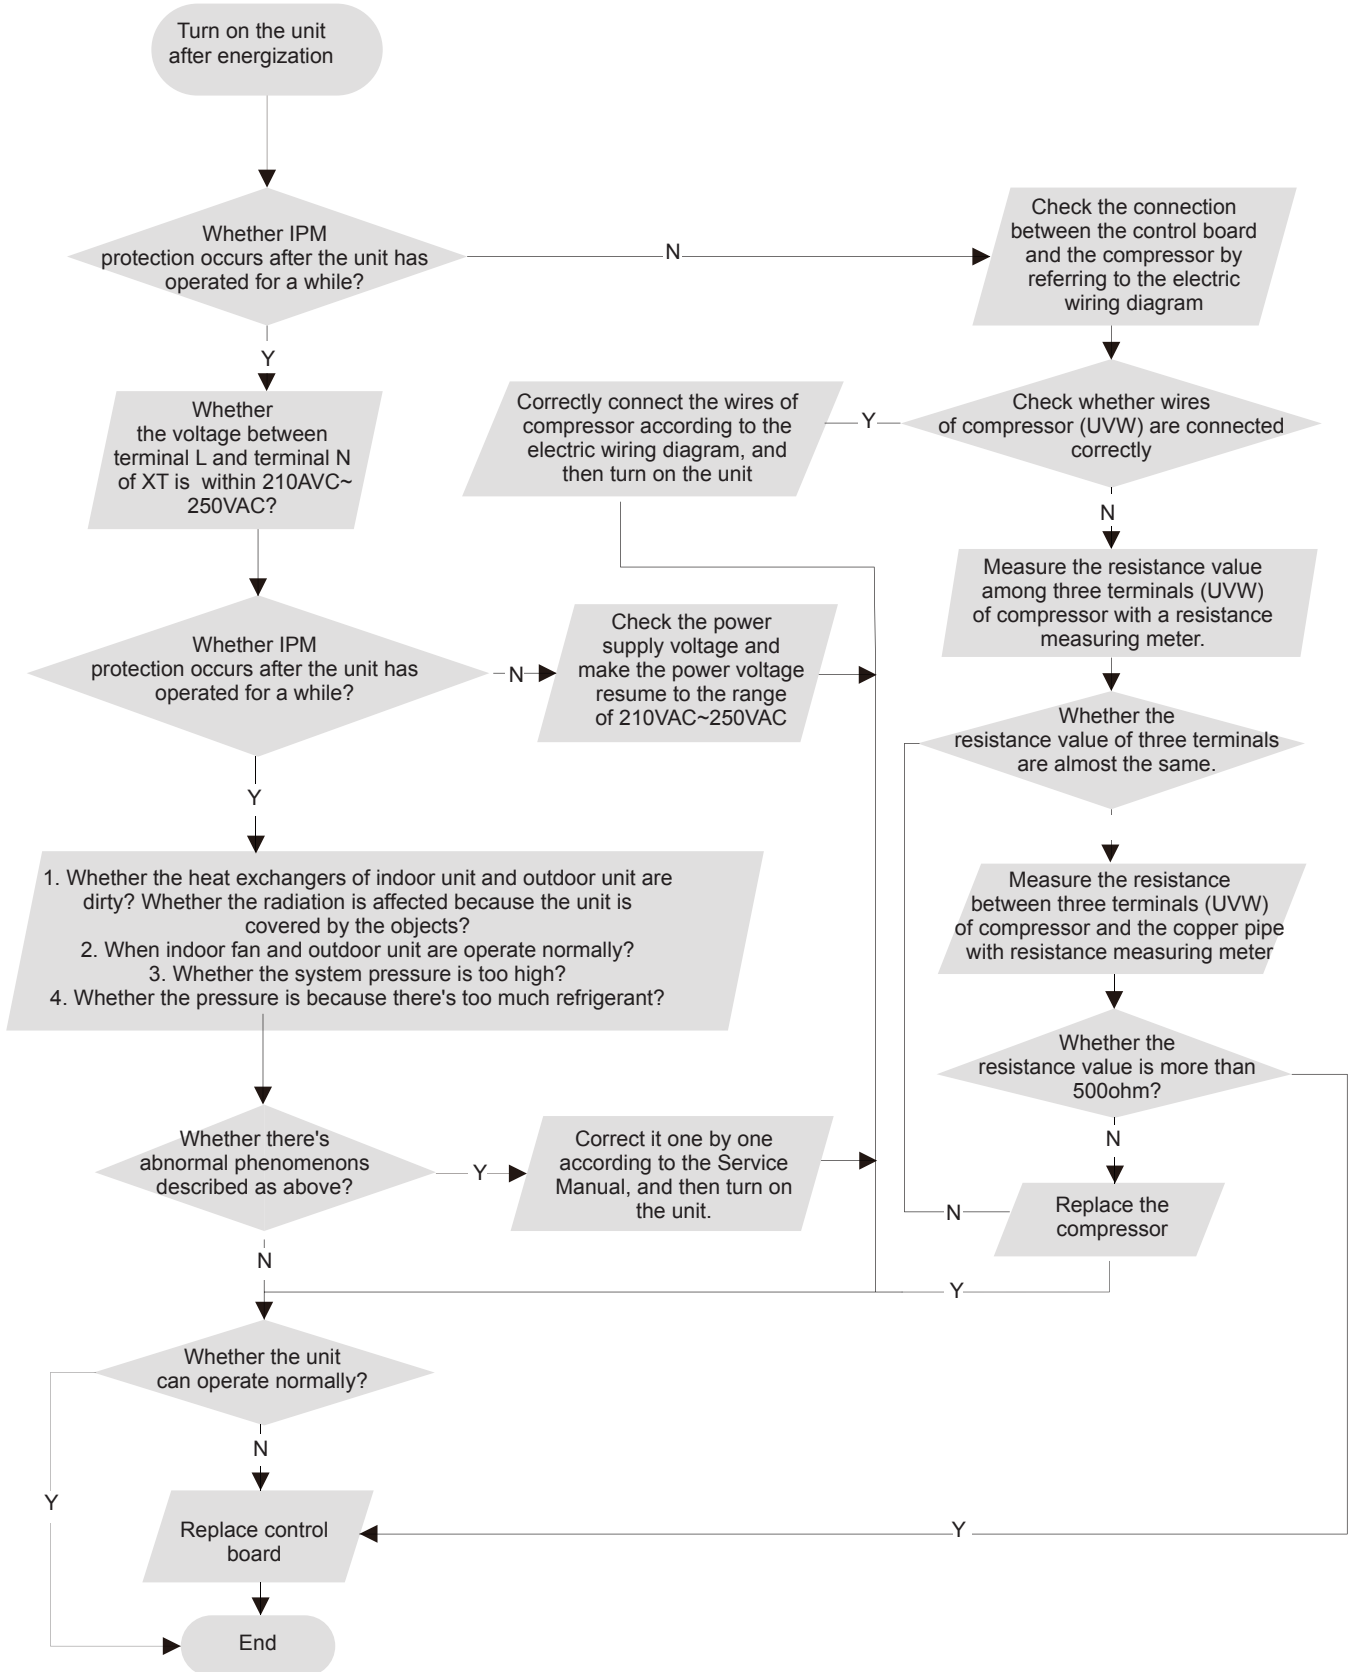 Turn on the unit
after energization
Whether IPM
protection occurs after the unit has
operated for a while?
N
Check the connection
between the control board
and the compressor by
referring to the electric
wiring diagram
Y
Whether
the voltage between
terminal L and terminal N
of XT is within 210AVC~
250VAC?
Correctly connect the wires of
compressor according to the
electric wiring diagram, and
then turn on the unit
Y
Check whether wires
of compressor (UVW) are connected
correctly
N
Measure the resistance value
among three terminals (UVW)
of compressor with a resistance
measuring meter.
Whether IPM
protection occurs after the unit has
operated for a while?
N
Check the power
supply voltage and
make the power voltage
resume to the range
of 210VAC~250VAC
Whether the
resistance value of three terminals
are almost the same.
Y
1. Whether the heat exchangers of indoor unit and outdoor unit are
dirty? Whether the radiation is affected because the unit is
covered by the objects?
2. When indoor fan and outdoor unit are operate normally?
3. Whether the system pressure is too high?
4. Whether the pressure is because there's too much refrigerant?
Measure the resistance
between three terminals (UVW)
of compressor and the copper pipe
with resistance measuring meter
Whether the
resistance value is more than
500ohm?
Whether there's
abnormal phenomenons
described as above?
Y
Correct it one by one
according to the Service
Manual, and then turn on
the unit.
N
N
Replace the
compressor
N
Y
Whether the unit
can operate normally?
N
Y
Replace control
board
Y
End